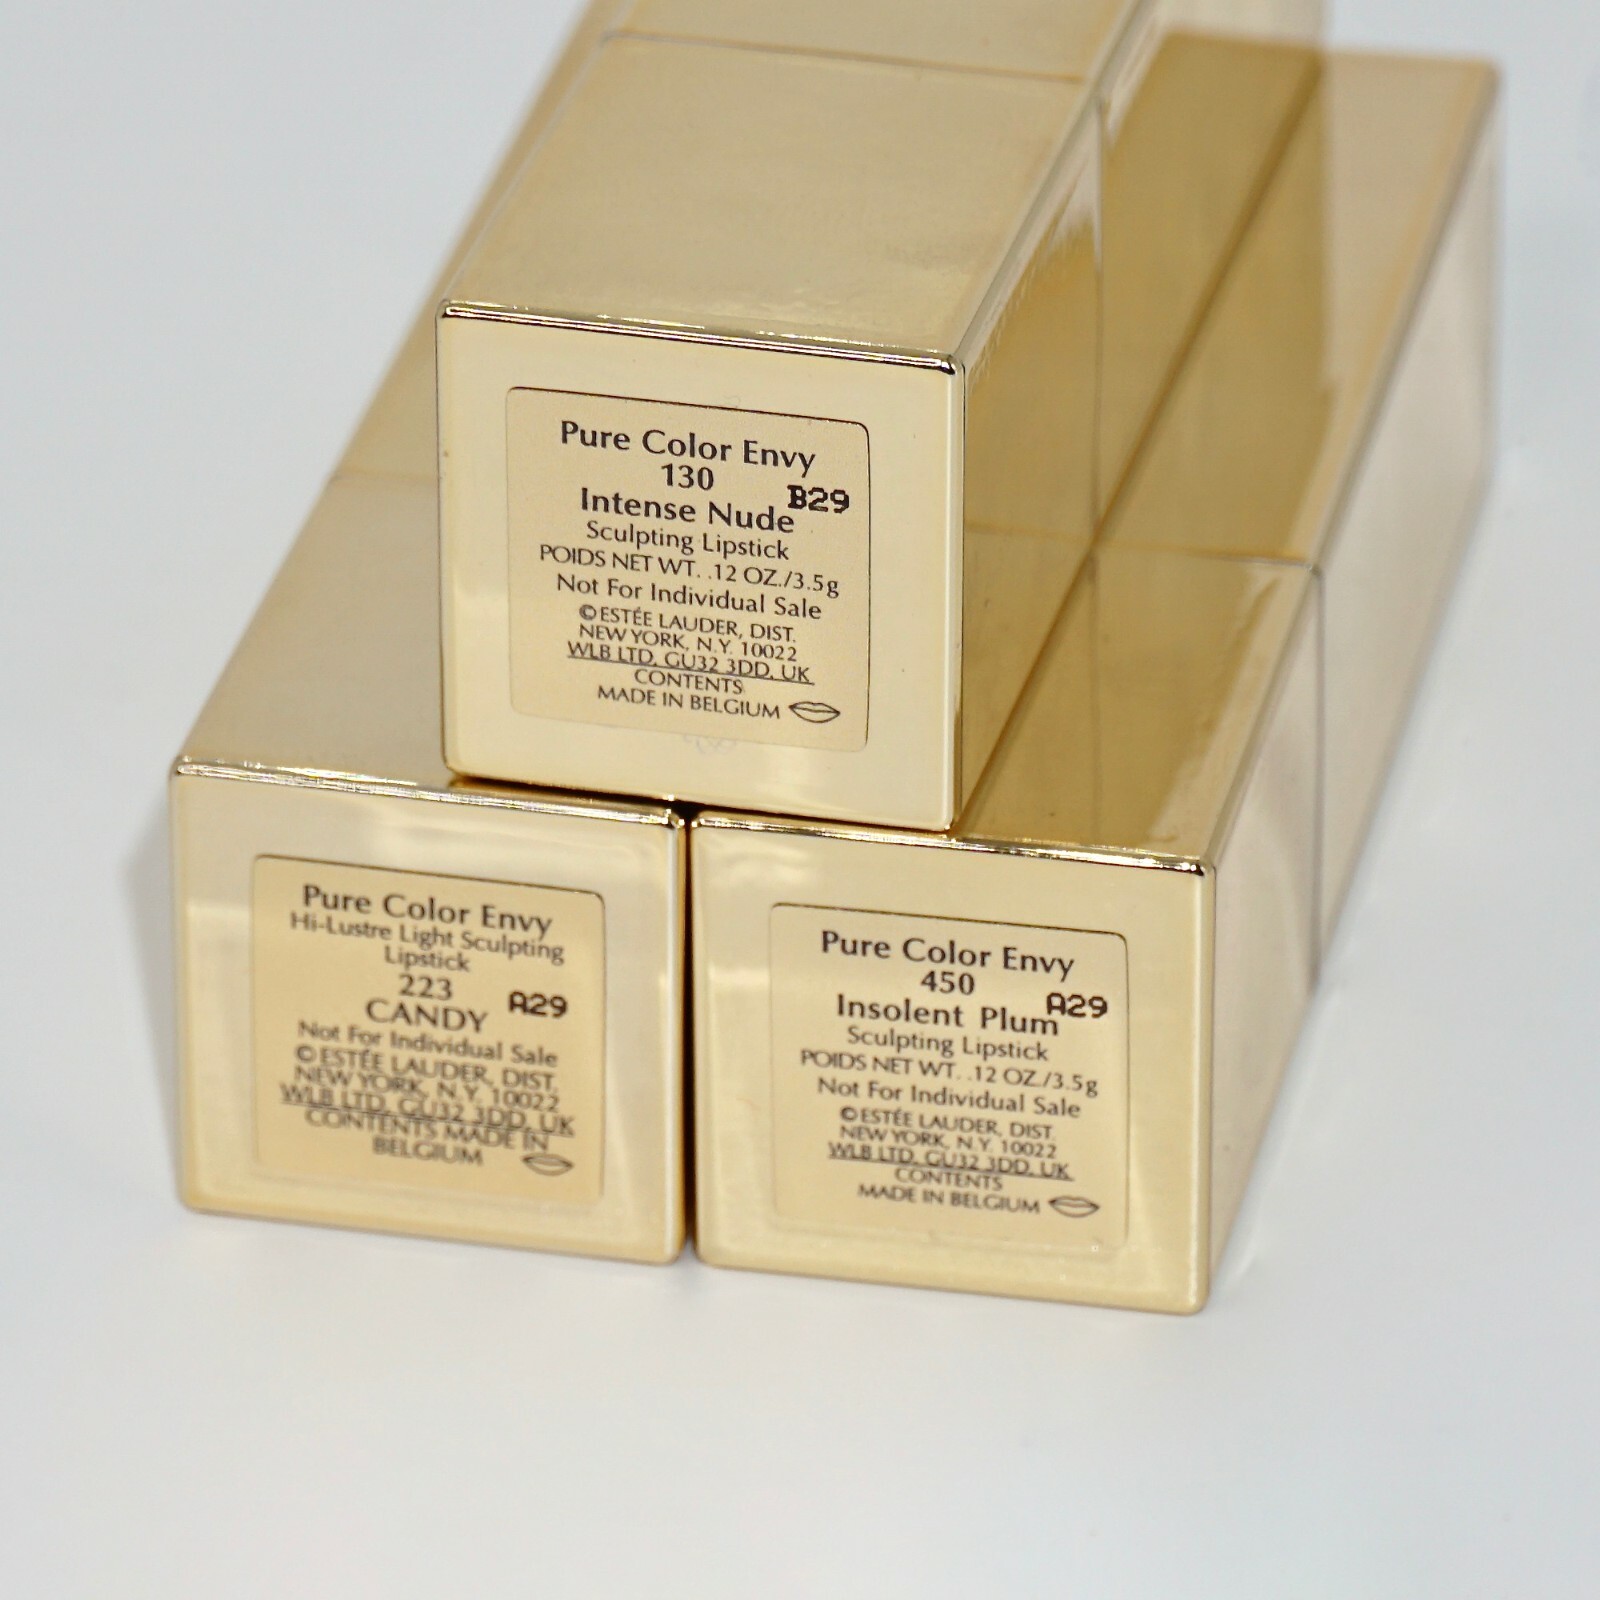 Pure Color Envy
130
B29
Intense Nude
Sculpting Lipstick
POIDS NET WT. .12 OZ./3.5g
Not For Individual Sale
©ESTÉE LAUDER, DIST.
NEW YORK, N.Y. 10022
WLB LTD, GU32 3DD, UK
CONTENTS
MADE IN BELGIUM
Pure Color Envy
Hi-Lustre Light Sculpting
Lipstick
223
A29
CANDY
Not For Individual Sale
©ESTÉE LAUDER, DIST.
NEW YORK, N.Y. 10022
WLB LTD, GU32 3DD, UK
CONTENTS MADE IN
BELGIUM
Pure Color Envy
450
A29
Insolent Plum
Sculpting Lipstick
POIDS NET WT. .12 OZ./3.5g
Not For Individual Sale
©ESTÉE LAUDER, DIST.
NEW YORK, N.Y. 10022
WLB LTD, GU32 3DD, UK
CONTENTS
MADE IN BELGIUM